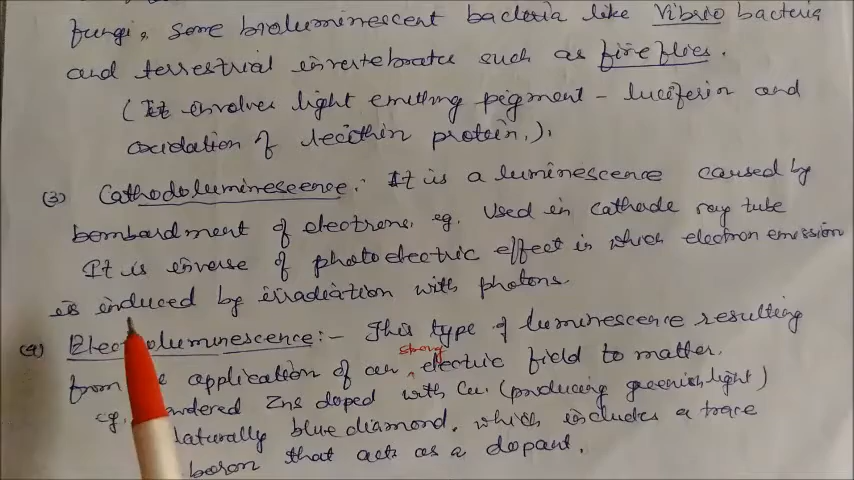 fungi, some bioluminescent bacteria like Vibrio bacteria
and terrestrial invertebrates such as fireflies.
(It involves light emitting pigment - luciferin and
oxidation of lecithin protein.).
(3) Cathodoluminescence: It is a luminescence caused by
bombardment of electrons. eg. Used in cathode ray tube
It is inverse of photoelectric effect in which electron emission
is induced by irradiation with photons.
(4) Electroluminescence:- This type of luminescence resulting
strong
from application of an electric field to matter.
eg. ZnS doped with Cu. (producing greenish light)
blue diamond, which includes a trace
boron that acts as a dopant.